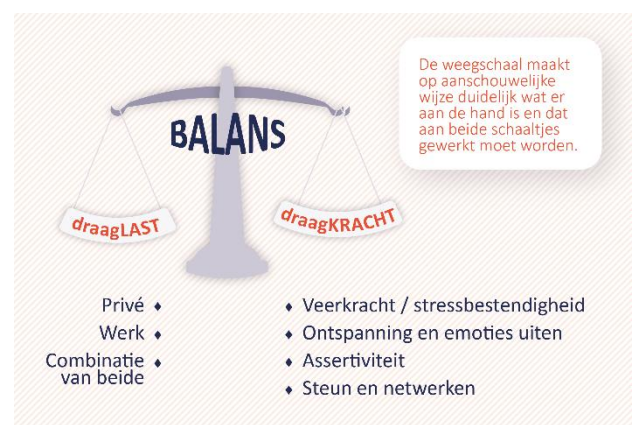 De weegschaal maakt
op aanschouwelijke
wijze duidelijk wat er
aan de hand is en dat
aan beide schaaltjes
gewerkt moet worden.
BALANS
draagLAST
draagKRACHT
Privé
Werk
Combinatie
van beide
Veerkracht / stressbestendigheid
Ontspanning en emoties uiten
Assertiviteit
Steun en netwerken